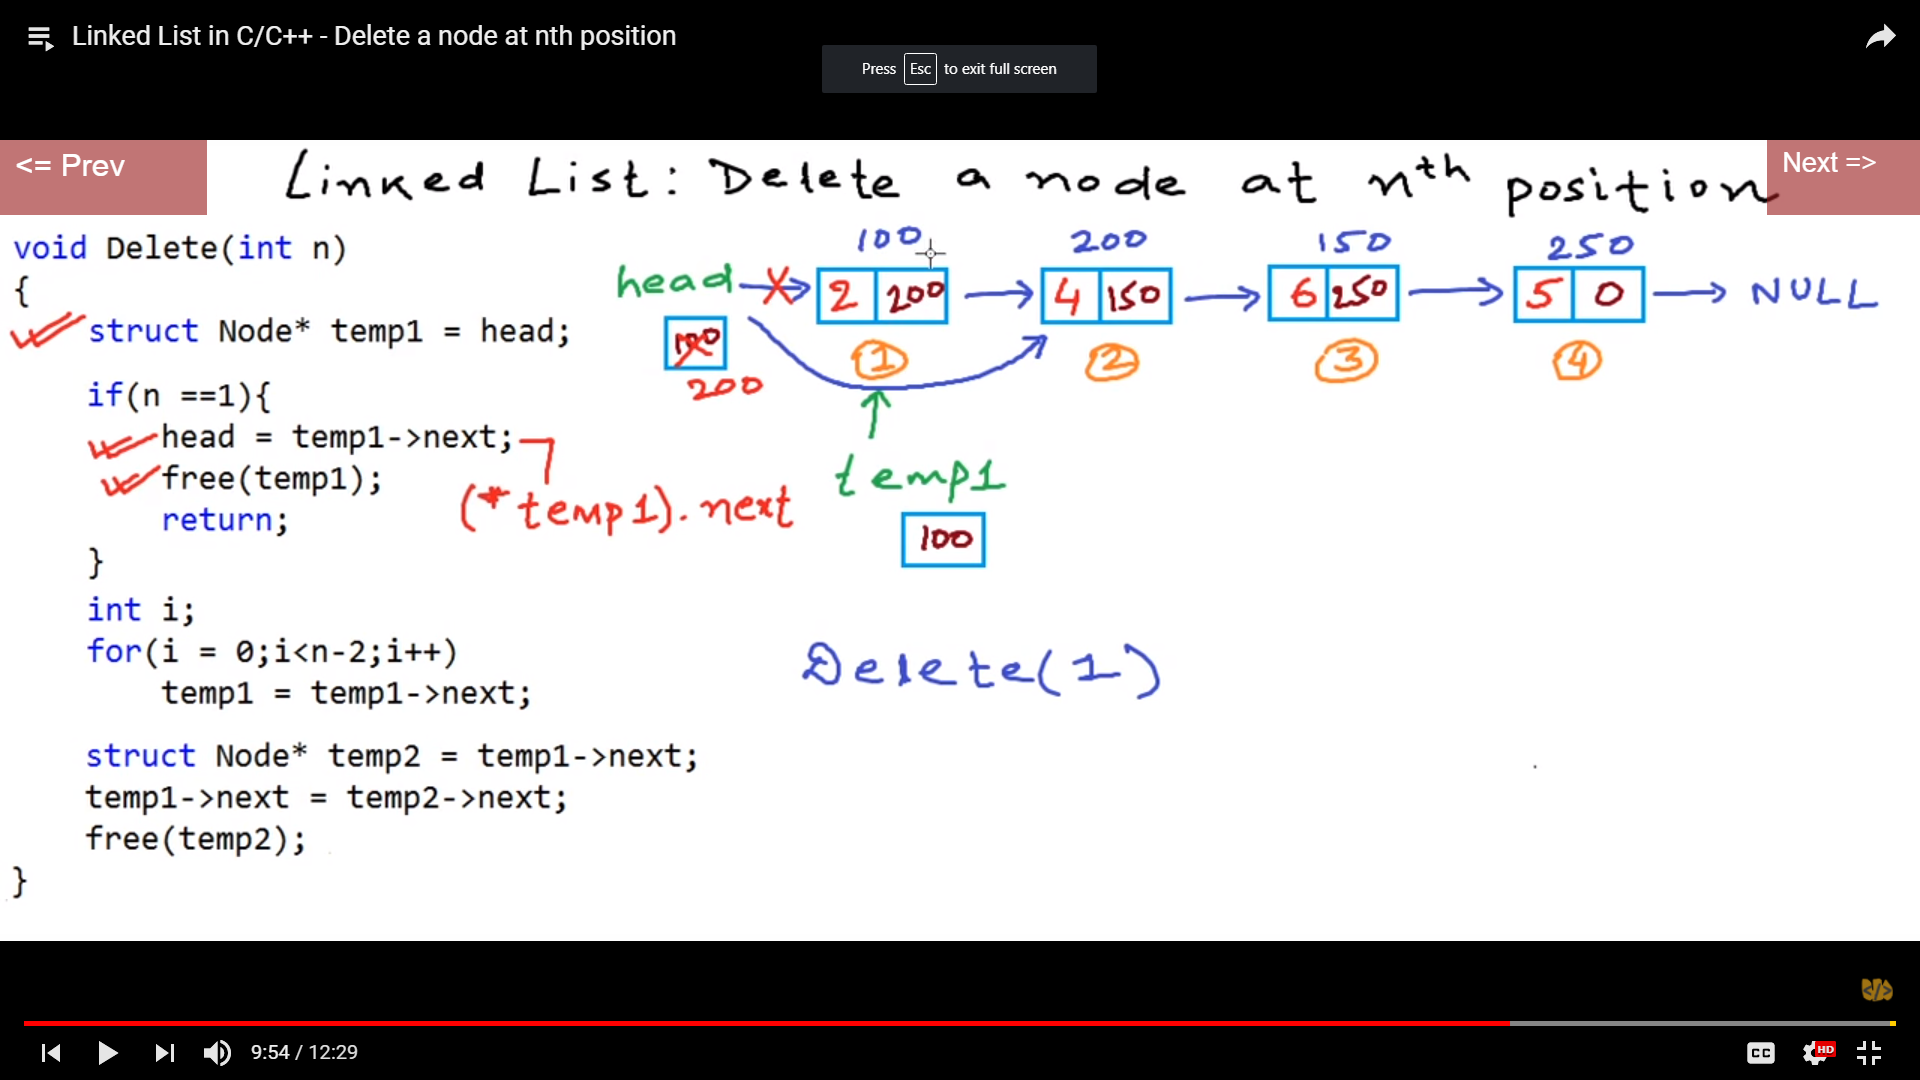 Linked List in C/C++ - Delete a node at nth position
Press Esc to exit full screen
<= Prev
Linked List: Delete a node at nth position
Next =>
void Delete(int n)
{
struct Node* temp1 = head;
if(n ==1){
head = temp1->next;
free(temp1);
return;
}
int i;
for(i = 0;i<n-2;i++)
temp1 = temp1->next;
struct Node* temp2 = temp1->next;
temp1->next = temp2->next;
free(temp2);
}
100 200 150 250
head 2 200 4 150 6 250 5 0 NULL
100
200
1 2 3 4
(*temp1).next
temp1
100
Delete(1)
9:54 / 12:29
CC
HD